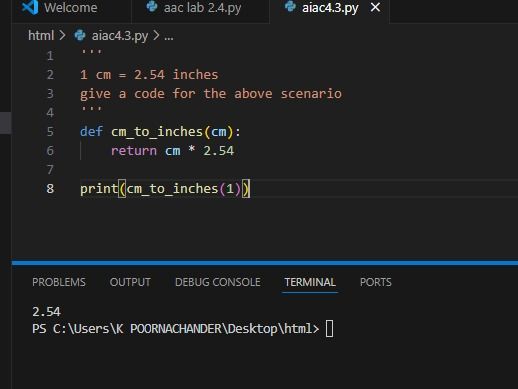 Welcome aac lab 2.4.py aiac4.3.py ×
html > aiac4.3.py > ...
1 '''
2 1 cm = 2.54 inches
3 give a code for the above scenario
4 '''
5 def cm_to_inches(cm):
6 return cm * 2.54
7
8 print(cm_to_inches(1))
PROBLEMS OUTPUT DEBUG CONSOLE TERMINAL PORTS
2.54
PS C:\Users\K POORNACHANDER\Desktop\html>